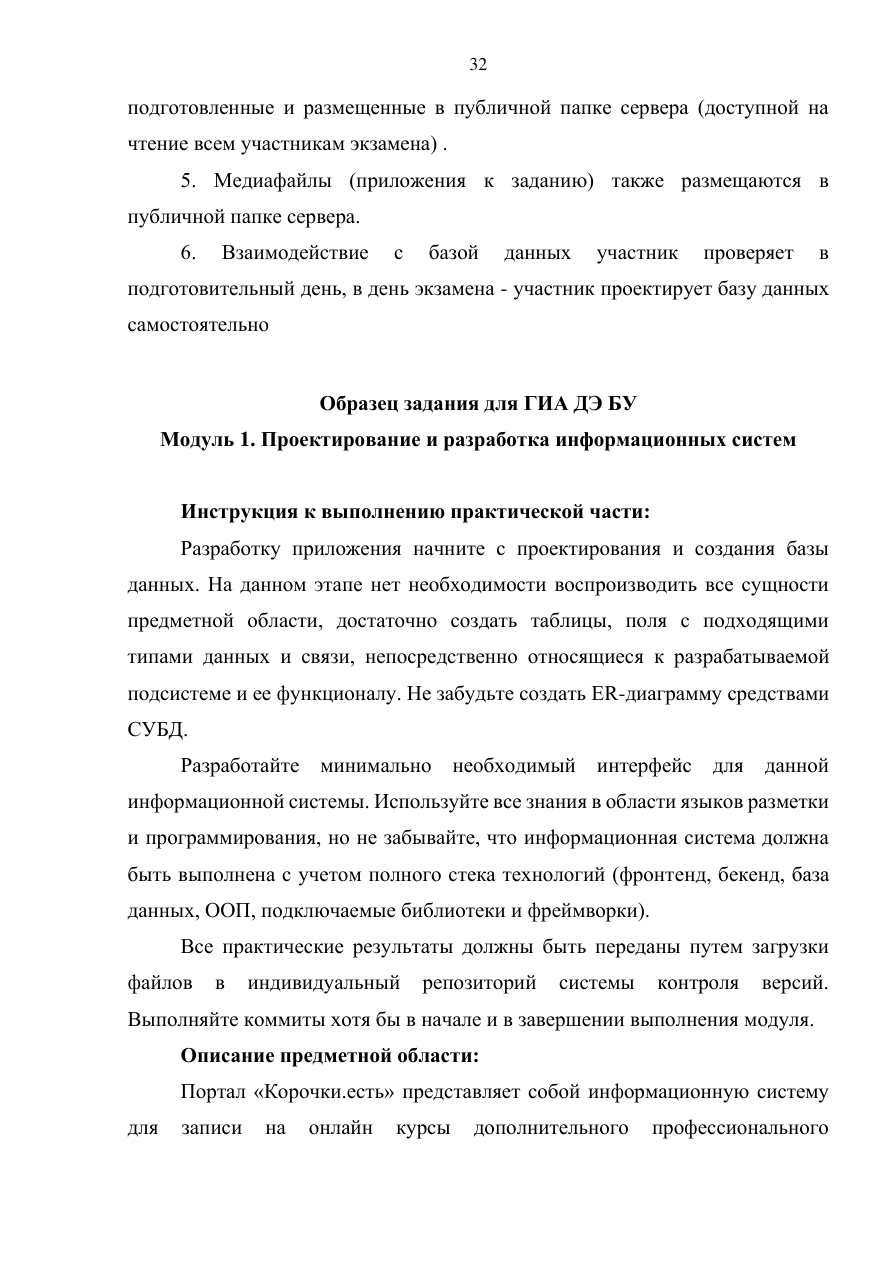 32
подготовленные и размещенные в публичной папке сервера (доступной на
чтение всем участникам экзамена) .
5. Медиафайлы (приложения к заданию) также размещаются в
публичной папке сервера.
6. Взаимодействие с базой данных участник проверяет в
подготовительный день, в день экзамена - участник проектирует базу данных
самостоятельно
Образец задания для ГИА ДЭ БУ
Модуль 1. Проектирование и разработка информационных систем
Инструкция к выполнению практической части:
Разработку приложения начните с проектирования и создания базы
данных. На данном этапе нет необходимости воспроизводить все сущности
предметной области, достаточно создать таблицы, поля с подходящими
типами данных и связи, непосредственно относящиеся к разрабатываемой
подсистеме и ее функционалу. Не забудьте создать ER-диаграмму средствами
СУБД.
Разработайте минимально необходимый интерфейс для данной
информационной системы. Используйте все знания в области языков разметки
и программирования, но не забывайте, что информационная система должна
быть выполнена с учетом полного стека технологий (фронтенд, бекенд, база
данных, ООП, подключаемые библиотеки и фреймворки).
Все практические результаты должны быть переданы путем загрузки
файлов в индивидуальный репозиторий системы контроля версий.
Выполняйте коммиты хотя бы в начале и в завершении выполнения модуля.
Описание предметной области:
Портал «Корочки.есть» представляет собой информационную систему
для записи на онлайн курсы дополнительного профессионального